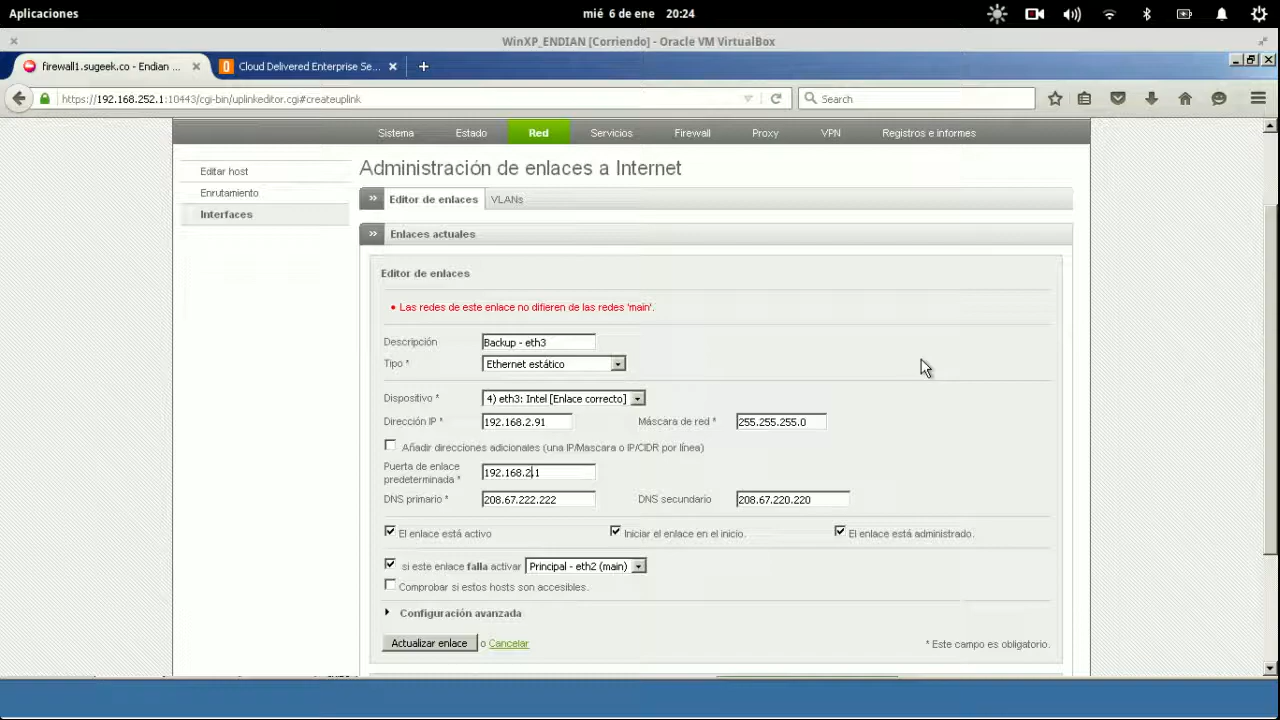 Aplicaciones mié 6 de ene 20:24
WinXP_ENDIAN [Corriendo] - Oracle VM VirtualBox
firewall1.sugeek.co - Endian ... Cloud Delivered Enterprise Se...
https://192.168.252.1:10443/cgi-bin/uplinkeditor.cgi#createuplink Search
Sistema Estado Red Servicios Firewall Proxy VPN Registros e informes
Editar host
Enrutamiento
Interfaces
Administración de enlaces a Internet
Editor de enlaces VLANs
Enlaces actuales
Editor de enlaces
Las redes de este enlace no difieren de las redes 'main'.
Descripción Backup - eth3
Tipo * Ethernet estático
Dispositivo * 4) eth3: Intel [Enlace correcto]
Dirección IP * 192.168.2.91 Máscara de red * 255.255.255.0
Añadir direcciones adicionales (una IP/Mascara o IP/CIDR por línea)
Puerta de enlace
predeterminada * 192.168.2.1
DNS primario * 208.67.222.222 DNS secundario 208.67.220.220
El enlace está activo Iniciar el enlace en el inicio. El enlace está administrado.
si este enlace falla activar Principal - eth2 (main)
Comprobar si estos hosts son accesibles.
Configuración avanzada
Actualizar enlace o Cancelar * Este campo es obligatorio.